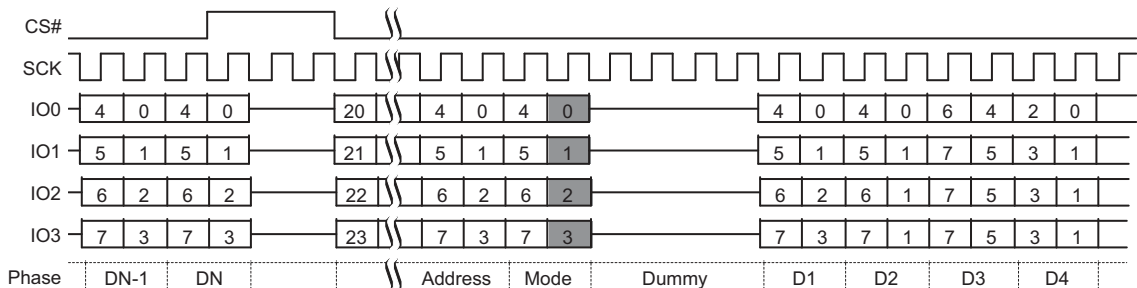 CS#
SCK
IO0 4 0 4 0 20 4 0 4 0 4 0 4 0 6 4 2 0
IO1 5 1 5 1 21 5 1 5 1 5 1 5 1 7 5 3 1
IO2 6 2 6 2 22 6 2 6 2 6 2 6 1 7 5 3 1
IO3 7 3 7 3 23 7 3 7 3 7 3 7 1 7 5 3 1
Phase DN-1 DN Address Mode Dummy D1 D2 D3 D4